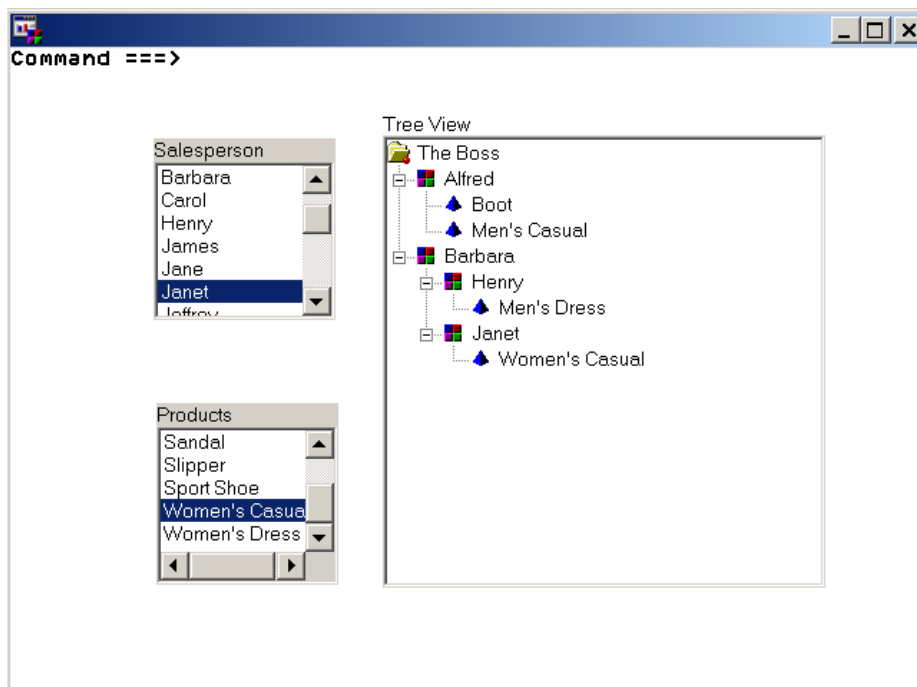 Command ===>
Salesperson
Barbara
Carol
Henry
James
Jane
Janet
Jeffrey
Products
Sandal
Slipper
Sport Shoe
Women's Casua
Women's Dress
Tree View
The Boss
Alfred
Boot
Men's Casual
Barbara
Henry
Men's Dress
Janet
Women's Casual